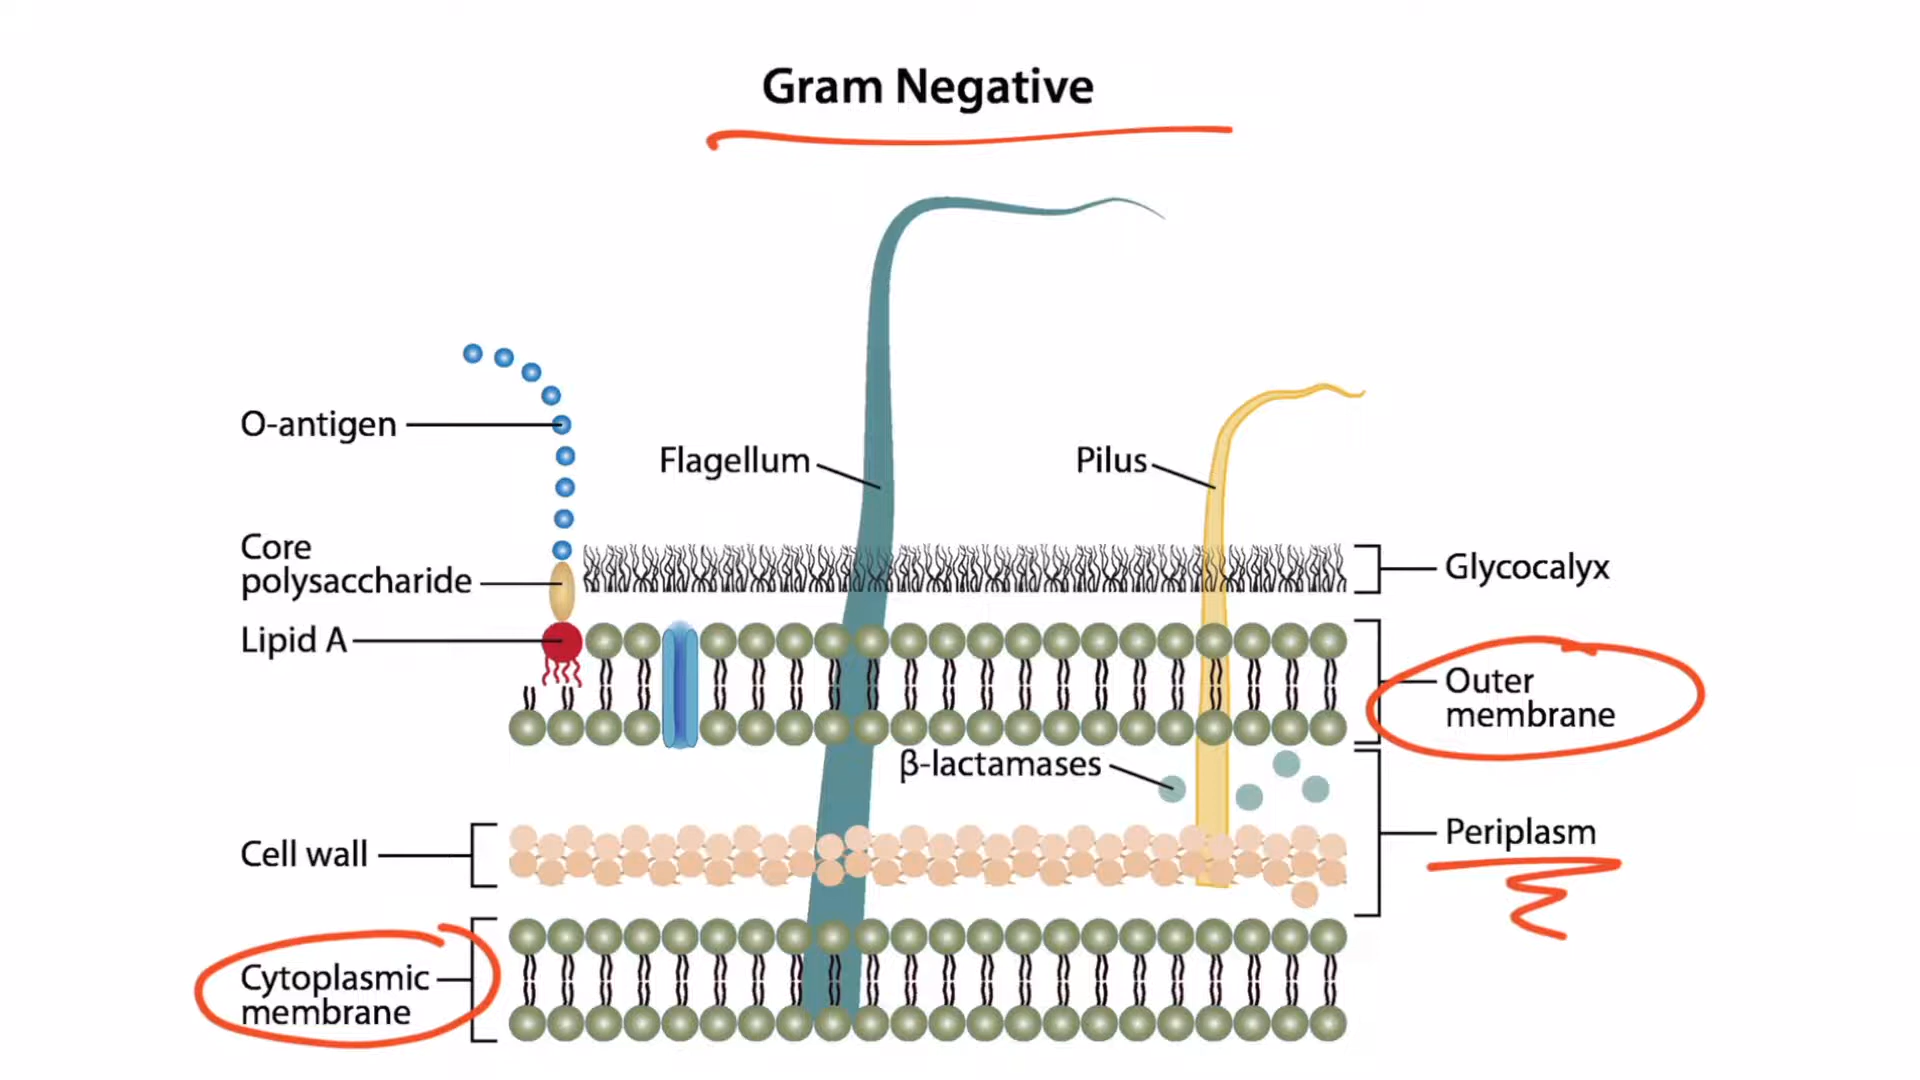 Gram Negative
O-antigen
Flagellum
Pilus
Core
polysaccharide
Glycocalyx
Lipid A
Outer
membrane
β-lactamases
Cell wall
Periplasm
Cytoplasmic
membrane